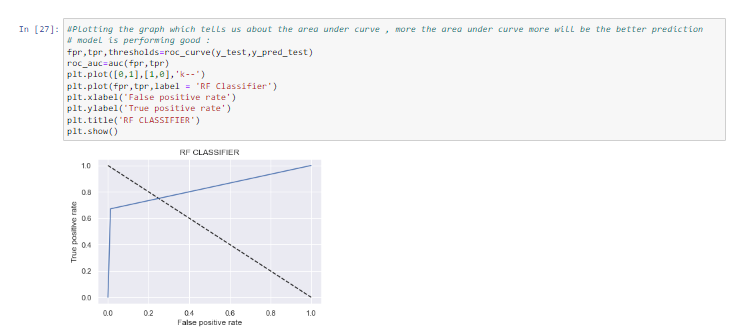 In [27]: #Plotting the graph which tells us about the area under curve , more the area under curve more will be the better prediction
# model is performing good :
fpr,tpr,thresholds=roc_curve(y_test,y_pred_test)
roc_auc=auc(fpr,tpr)
plt.plot([0,1],[1,0],'k--')
plt.plot(fpr,tpr,label = 'RF Classifier')
plt.xlabel('False positive rate')
plt.ylabel('True positive rate')
plt.title('RF CLASSIFIER')
plt.show()
RF CLASSIFIER
True positive rate
1.0
0.8
0.6
0.4
0.2
0.0
0.0 0.2 0.4 0.6 0.8 1.0
False positive rate